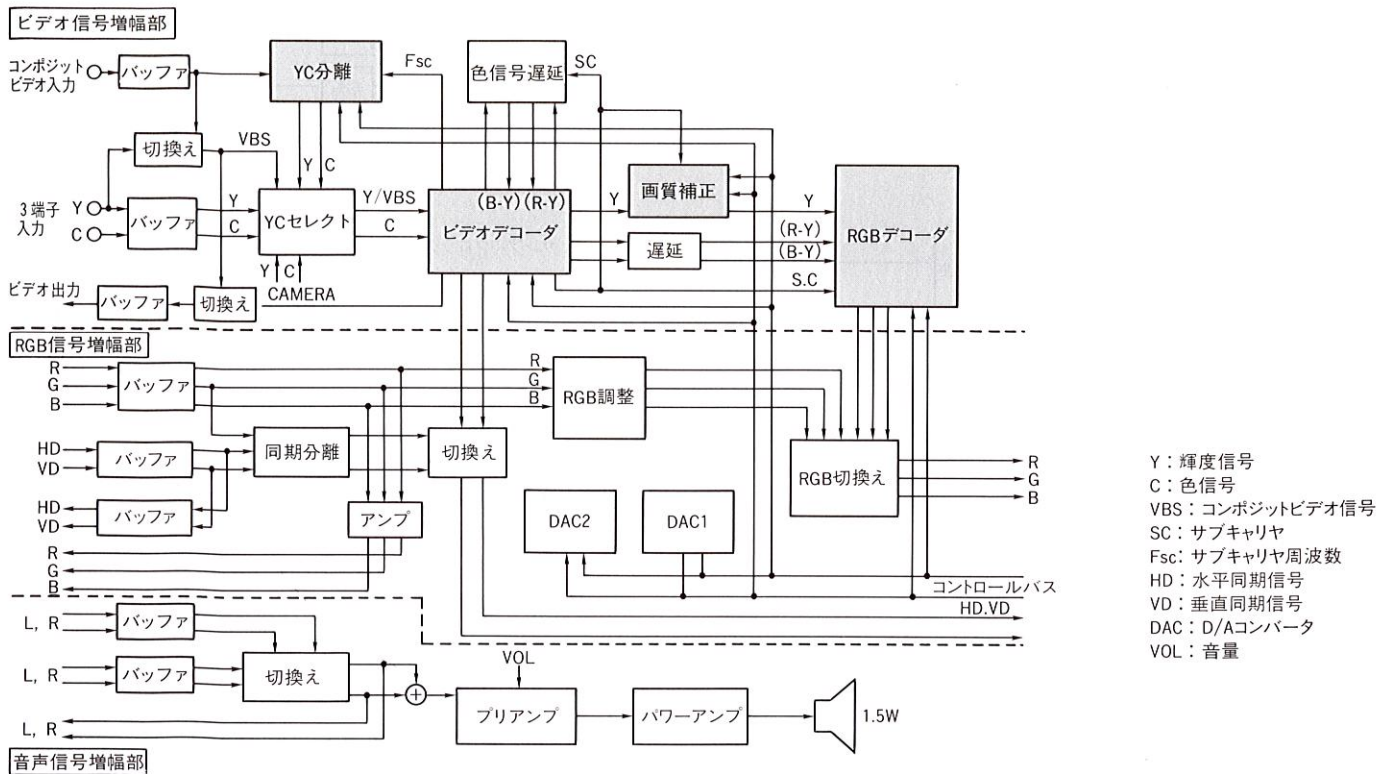 ビデオ信号増幅部
コンポジット
ビデオ入力
バッファ
YC分離
Fsc
色信号遅延
SC
切換え
VBS
Y
C
3端子
入力
Y
C
バッファ
Y
C
YCセレクト
Y/VBS
C
(B-Y)
(R-Y)
ビデオデコーダ
Y
画質補正
Y
遅延
(R-Y)
(B-Y)
S.C
RGBデコーダ
Y
C
CAMERA
ビデオ出力
バッファ
切換え
RGB信号増幅部
R
G
B
バッファ
R
G
B
RGB調整
HD
VD
バッファ
同期分離
切換え
HD
VD
バッファ
アンプ
R
G
B
DAC2
DAC1
RGB切換え
R
G
B
コントロールバス
HD.VD
L, R
バッファ
L, R
バッファ
切換え
L, R
+
VOL
プリアンプ
パワーアンプ
1.5W
音声信号増幅部
Y：輝度信号
C：色信号
VBS：コンポジットビデオ信号
SC：サブキャリヤ
Fsc：サブキャリヤ周波数
HD：水平同期信号
VD：垂直同期信号
DAC：D/Aコンバータ
VOL：音量